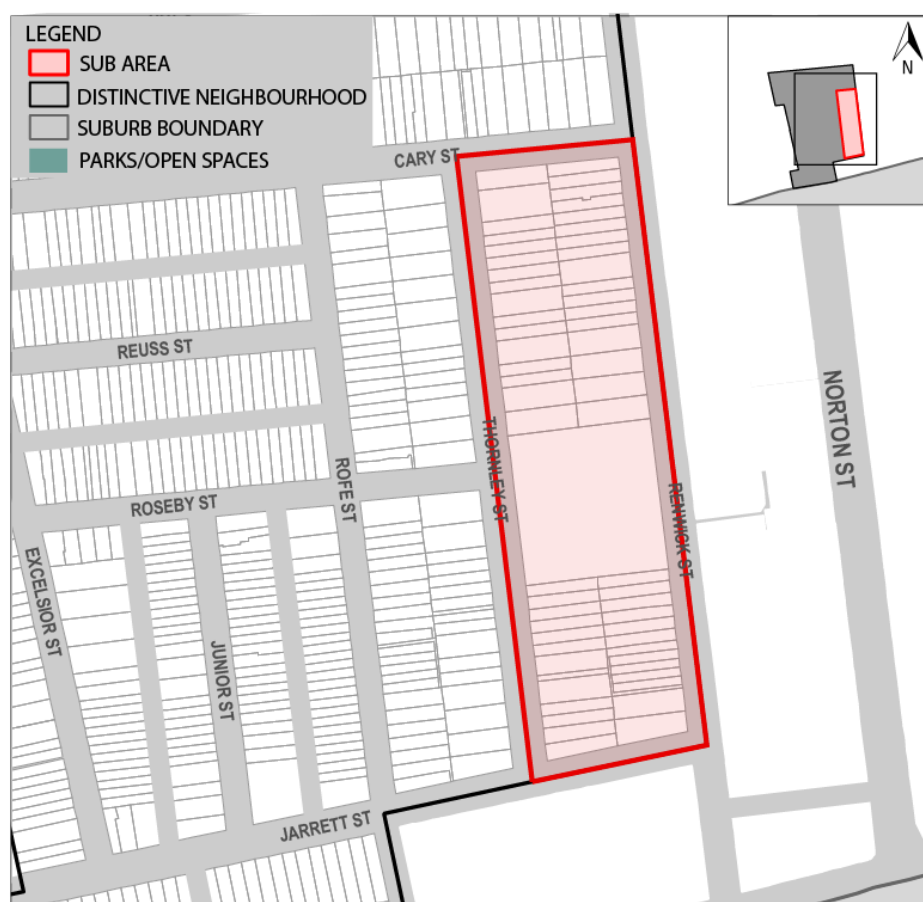 LEGEND
SUB AREA
DISTINCTIVE NEIGHBOURHOOD
SUBURB BOUNDARY
PARKS/OPEN SPACES
N
CARY ST
REUSS ST
THORNLEY ST
NORTON ST
ROFE ST
RENWICK ST
ROSEBY ST
EXCELSIOR ST
JUNIOR ST
JARRETT ST